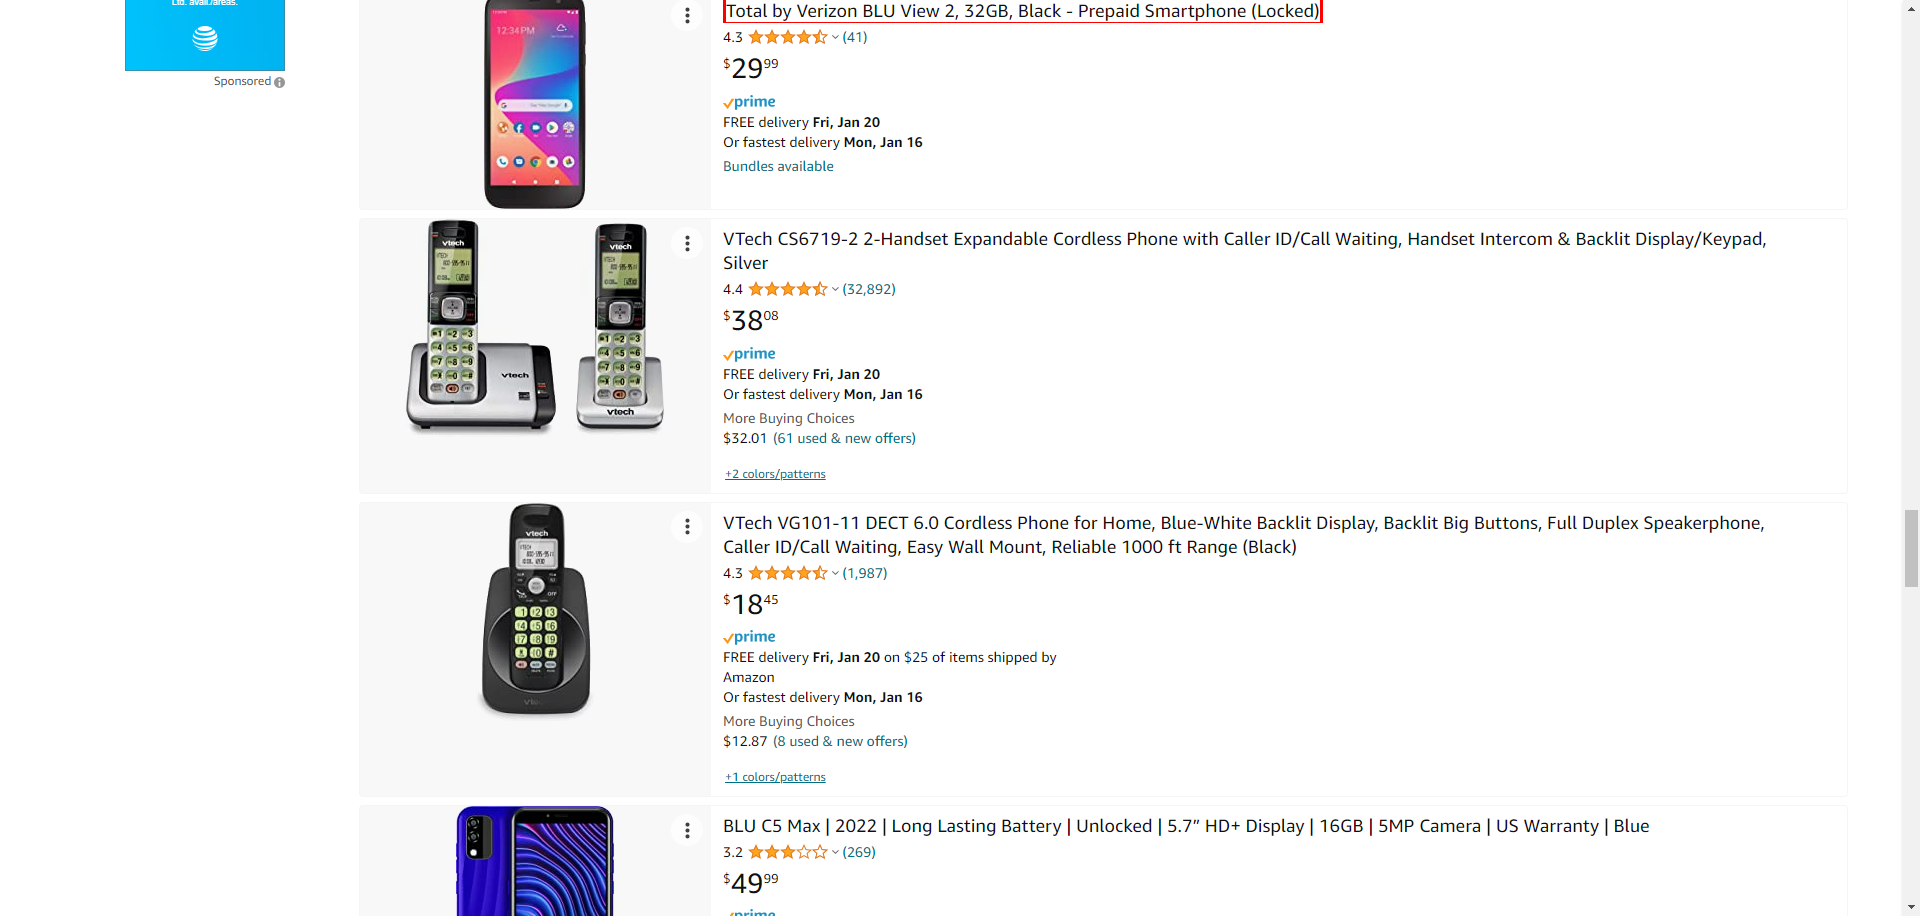 Ltd. avail./areas.
Sponsored
12:34 PM
Total by Verizon BLU View 2, 32GB, Black - Prepaid Smartphone (Locked)
4.3 (41)
$29.99
prime
FREE delivery Fri, Jan 20
Or fastest delivery Mon, Jan 16
Bundles available
vtech
vtech
vtech
vtech
VTech CS6719-2 2-Handset Expandable Cordless Phone with Caller ID/Call Waiting, Handset Intercom & Backlit Display/Keypad,
Silver
4.4 (32,892)
$38.08
prime
FREE delivery Fri, Jan 20
Or fastest delivery Mon, Jan 16
More Buying Choices
$32.01 (61 used & new offers)
+2 colors/patterns
vtech
VTech VG101-11 DECT 6.0 Cordless Phone for Home, Blue-White Backlit Display, Backlit Big Buttons, Full Duplex Speakerphone,
Caller ID/Call Waiting, Easy Wall Mount, Reliable 1000 ft Range (Black)
4.3 (1,987)
$18.45
prime
FREE delivery Fri, Jan 20 on $25 of items shipped by
Amazon
Or fastest delivery Mon, Jan 16
More Buying Choices
$12.87 (8 used & new offers)
+1 colors/patterns
BLU C5 Max | 2022 | Long Lasting Battery | Unlocked | 5.7” HD+ Display | 16GB | 5MP Camera | US Warranty | Blue
3.2 (269)
$49.99
prime